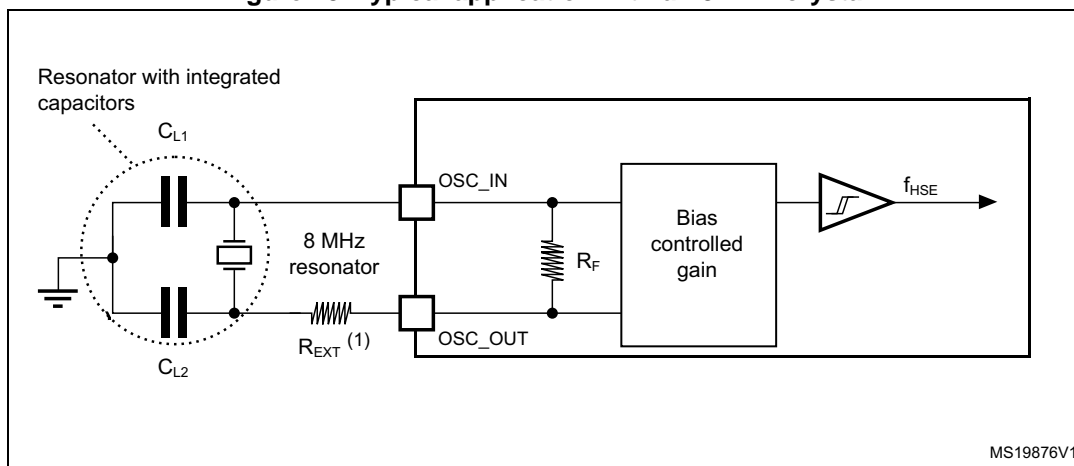 Resonator with integrated
capacitors
CL1
OSC_IN
fHSE
8 MHz
resonator
Bias
controlled
gain
RF
REXT (1)
OSC_OUT
CL2
MS19876V1